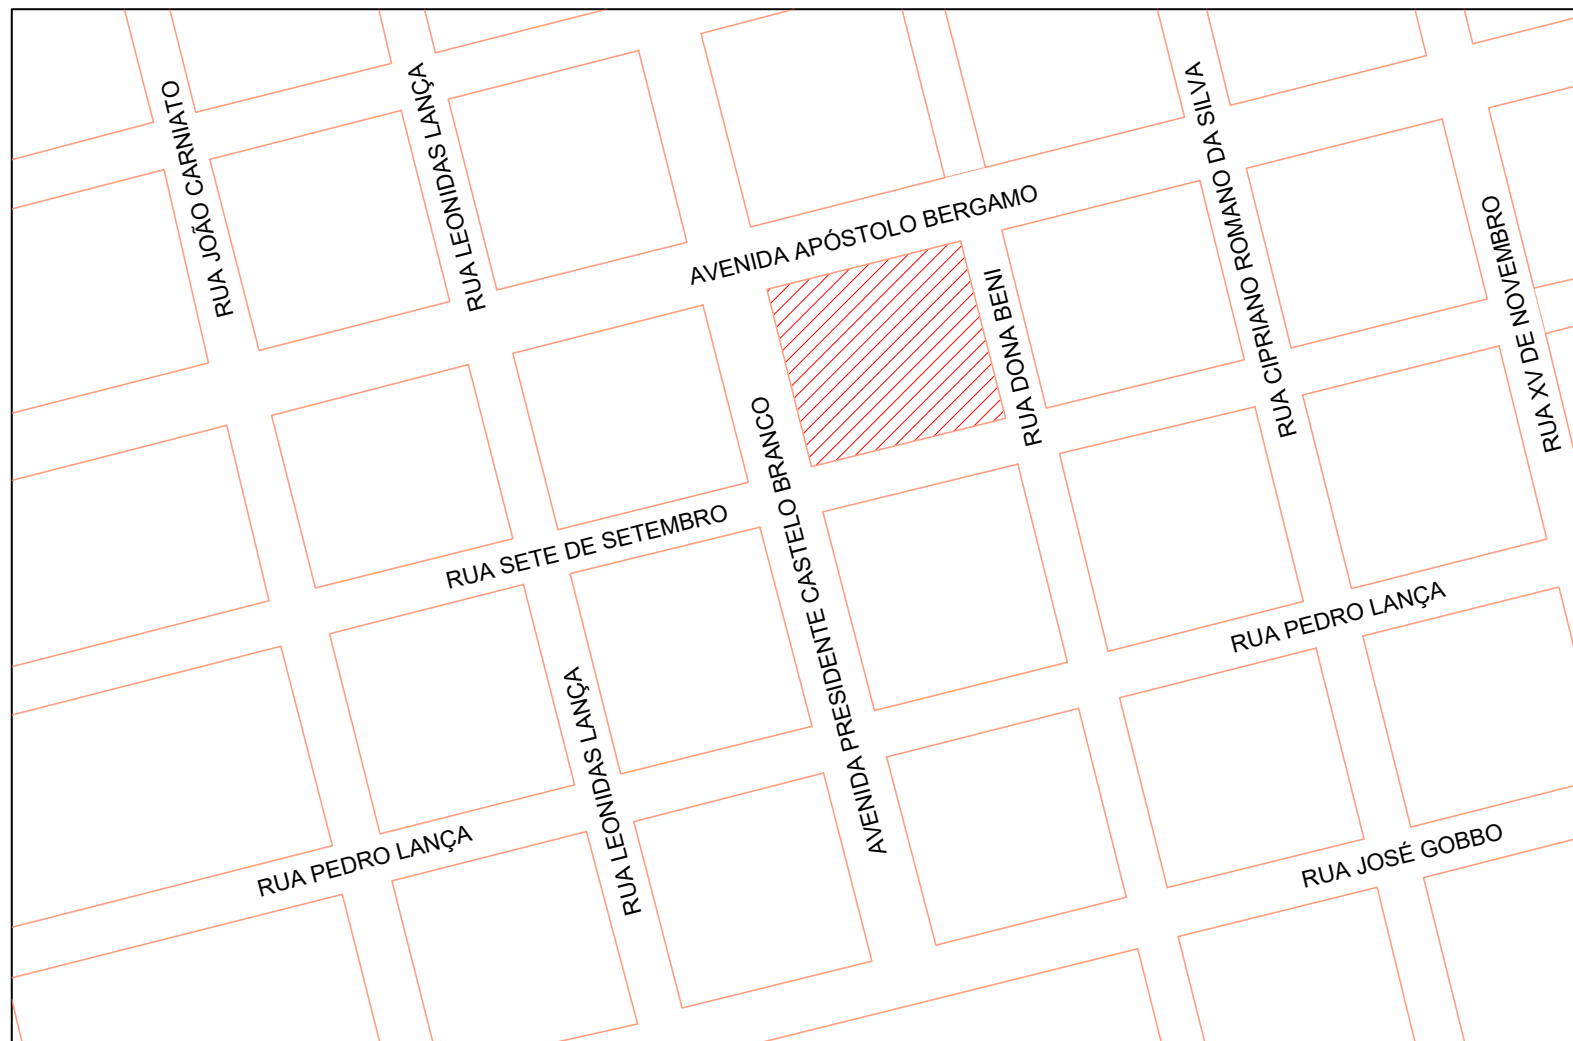 RUA JOÃO CARNIATO
RUA LEONIDAS LANÇA
AVENIDA APÓSTOLO BERGAMO
RUA CIPRIANO ROMANO DA SILVA
RUA XV DE NOVEMBRO
RUA DONA BENI
AVENIDA PRESIDENTE CASTELO BRANCO
RUA SETE DE SETEMBRO
RUA PEDRO LANÇA
RUA LEONIDAS LANÇA
RUA PEDRO LANÇA
RUA JOSÉ GOBBO